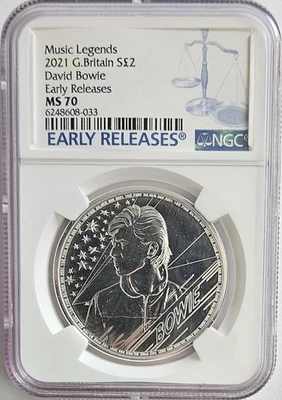 Music Legends
2021 G.Britain S£2
David Bowie
Early Releases
MS 70
6248608-033
EARLY RELEASES®
NGC
BOWIE